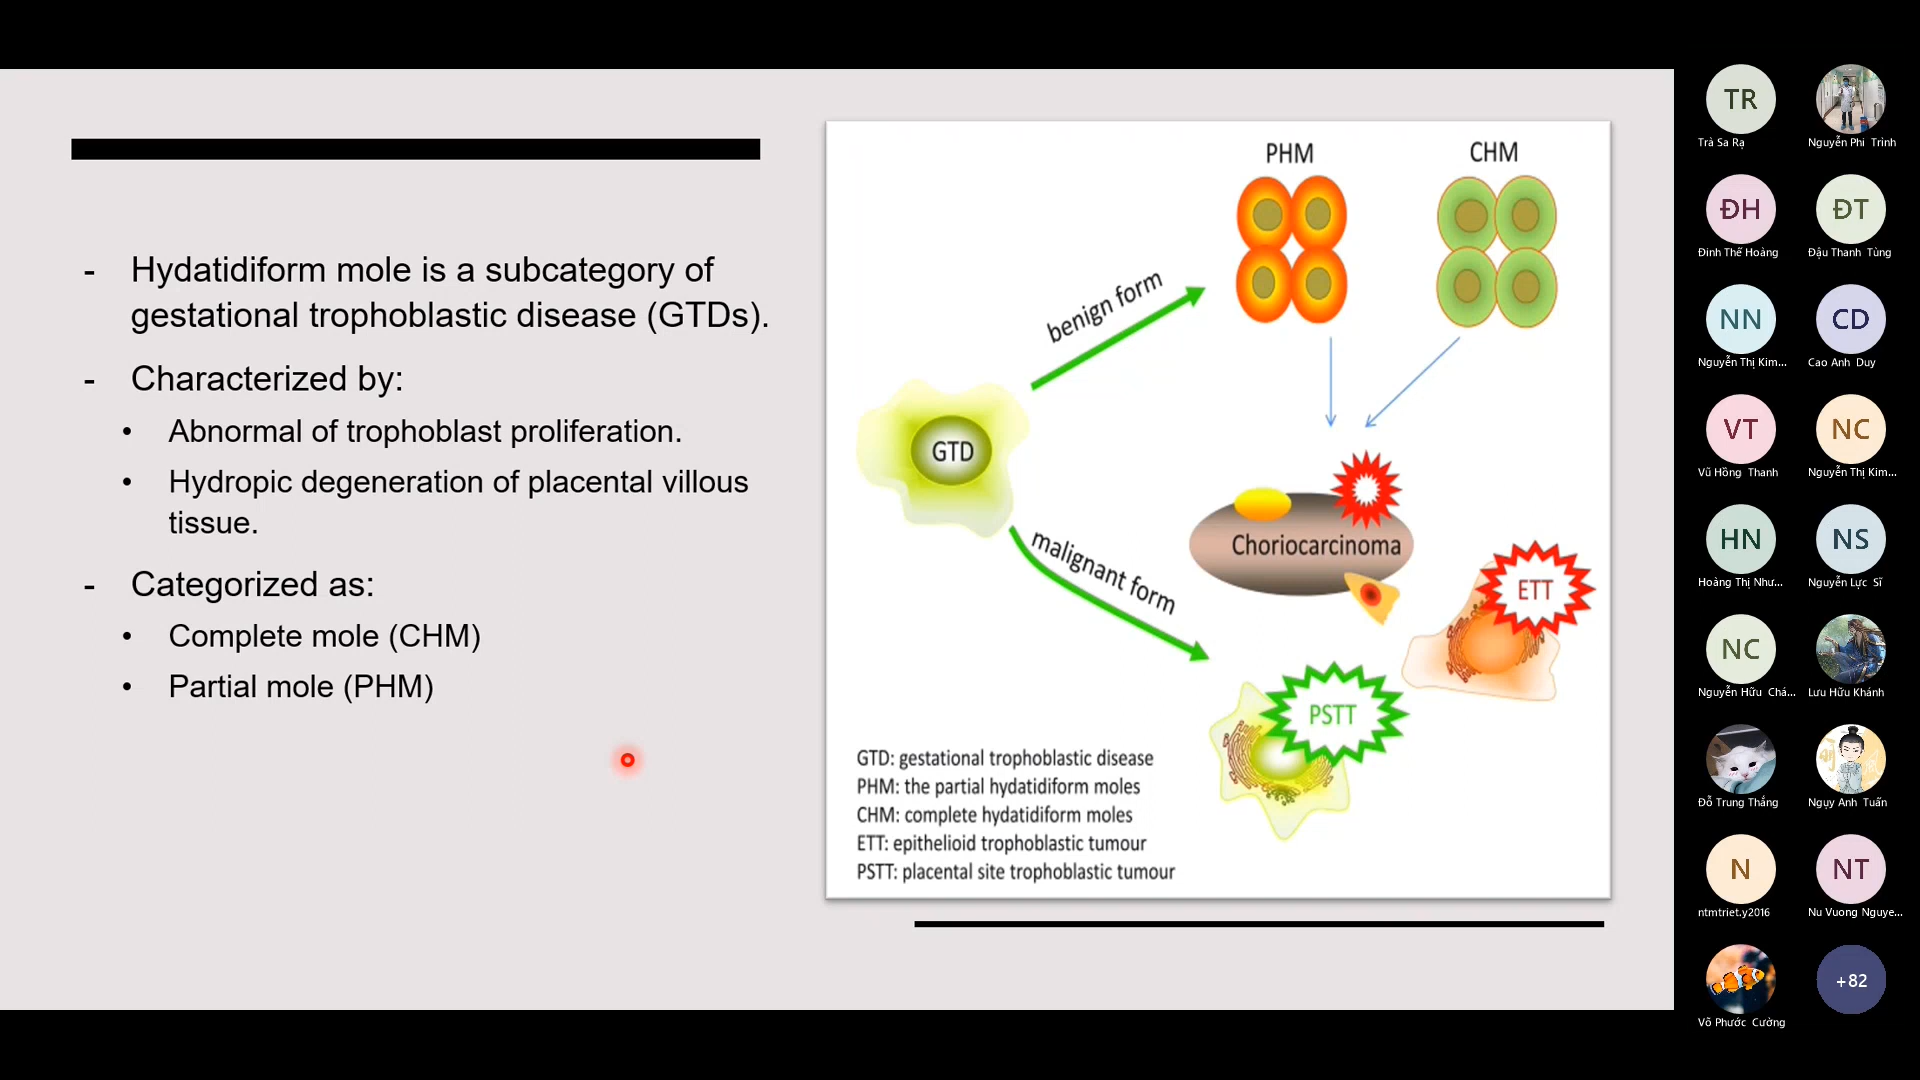 - Hydatidiform mole is a subcategory of
gestational trophoblastic disease (GTDs).
- Characterized by:
• Abnormal of trophoblast proliferation.
• Hydropic degeneration of placental villous
tissue.
- Categorized as:
• Complete mole (CHM)
• Partial mole (PHM)
PHM
CHM
benign form
GTD
malignant form
Choriocarcinoma
ETT
PSTT
GTD: gestational trophoblastic disease
PHM: the partial hydatidiform moles
CHM: complete hydatidiform moles
ETT: epithelioid trophoblastic tumour
PSTT: placental site trophoblastic tumour
TR
Trà Sa Rạ
Nguyễn Phi Trình
ĐH
Đinh Thế Hoàng
ĐT
Đậu Thanh Tùng
NN
Nguyễn Thị Kim...
CD
Cao Anh Duy
VT
Vũ Hồng Thanh
NC
Nguyễn Thị Kim...
HN
Hoàng Thị Như...
NS
Nguyễn Lực Sĩ
NC
Nguyễn Hữu Chá...
Lưu Hữu Khánh
Đỗ Trung Thắng
Ngụy Anh Tuấn
N
ntmtriet.y2016
NT
Nu Vuong Nguye...
Võ Phước Cường
+82